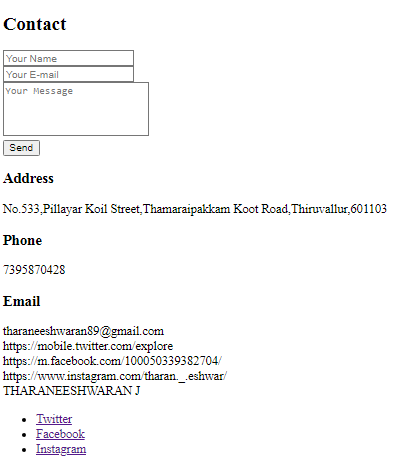 Contact
Your Name
Your E-mail
Your Message
Send
Address
No.533,Pillayar Koil Street,Thamaraipakkam Koot Road,Thiruvallur,601103
Phone
7395870428
Email
tharaneeshwaran89@gmail.com
https://mobile.twitter.com/explore
https://m.facebook.com/100050339382704/
https://www.instagram.com/tharan._.eshwar/
THARANEESHWARAN J
Twitter
Facebook
Instagram